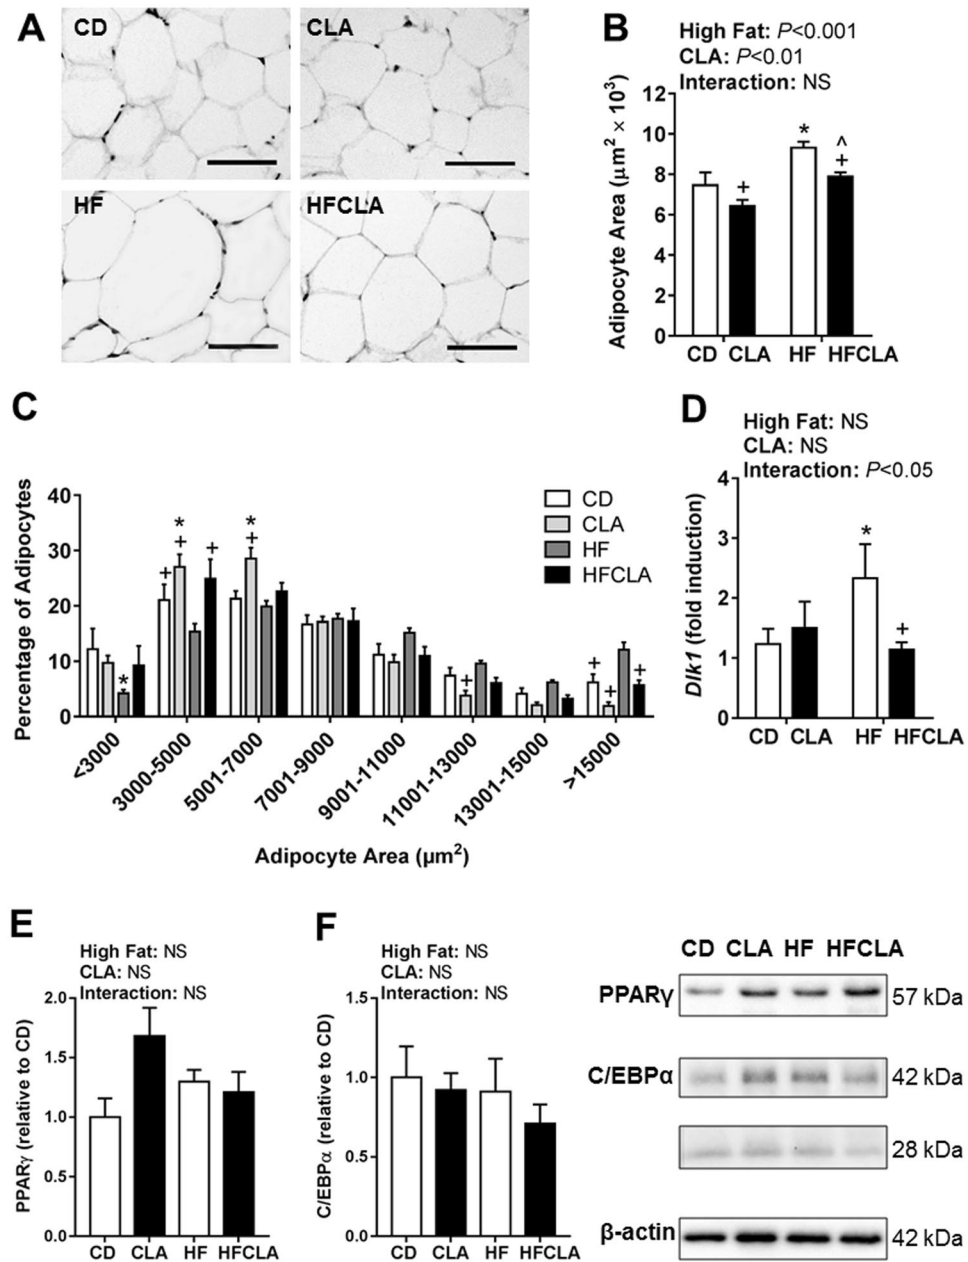 A
CD
CLA
HF
HFCLA
B
High Fat: P<0.001
CLA: P<0.01
Interaction: NS
Adipocyte Area (μm² × 10³)
12
10
8
6
4
2
0
*
+
^
+
CD CLA HF HFCLA
C
Percentage of Adipocytes
40
30
20
10
0
CD
CLA
HF
HFCLA
* * 
+ + + +
* + + + +
<3000
3000-5000
5001-7000
7001-9000
9001-11000
11001-13000
13001-15000
>15000
Adipocyte Area (μm²)
D
High Fat: NS
CLA: NS
Interaction: P<0.05
Dlk1 (fold induction)
4
3
2
1
0
*
+
CD CLA HF HFCLA
E
High Fat: NS
CLA: NS
Interaction: NS
PPARγ (relative to CD)
2.0
1.5
1.0
0.5
0.0
CD CLA HF HFCLA
F
High Fat: NS
CLA: NS
Interaction: NS
C/EBPα (relative to CD)
1.5
1.0
0.5
0.0
CD CLA HF HFCLA
CD CLA HF HFCLA
PPARγ 57 kDa
C/EBPα 42 kDa
28 kDa
β-actin 42 kDa